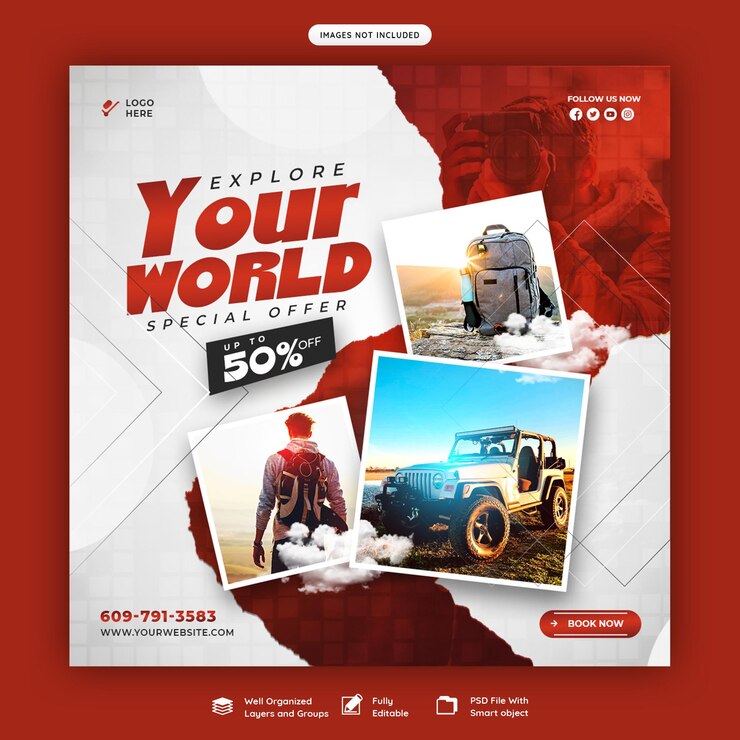 IMAGES NOT INCLUDED
LOGO
HERE
FOLLOW US NOW
EXPLORE
Your
WORLD
SPECIAL OFFER
UP TO
50% OFF
609-791-3583
WWW.YOURWEBSITE.COM
BOOK NOW
Well Organized
Layers and Groups
Fully
Editable
PSD File With
Smart object